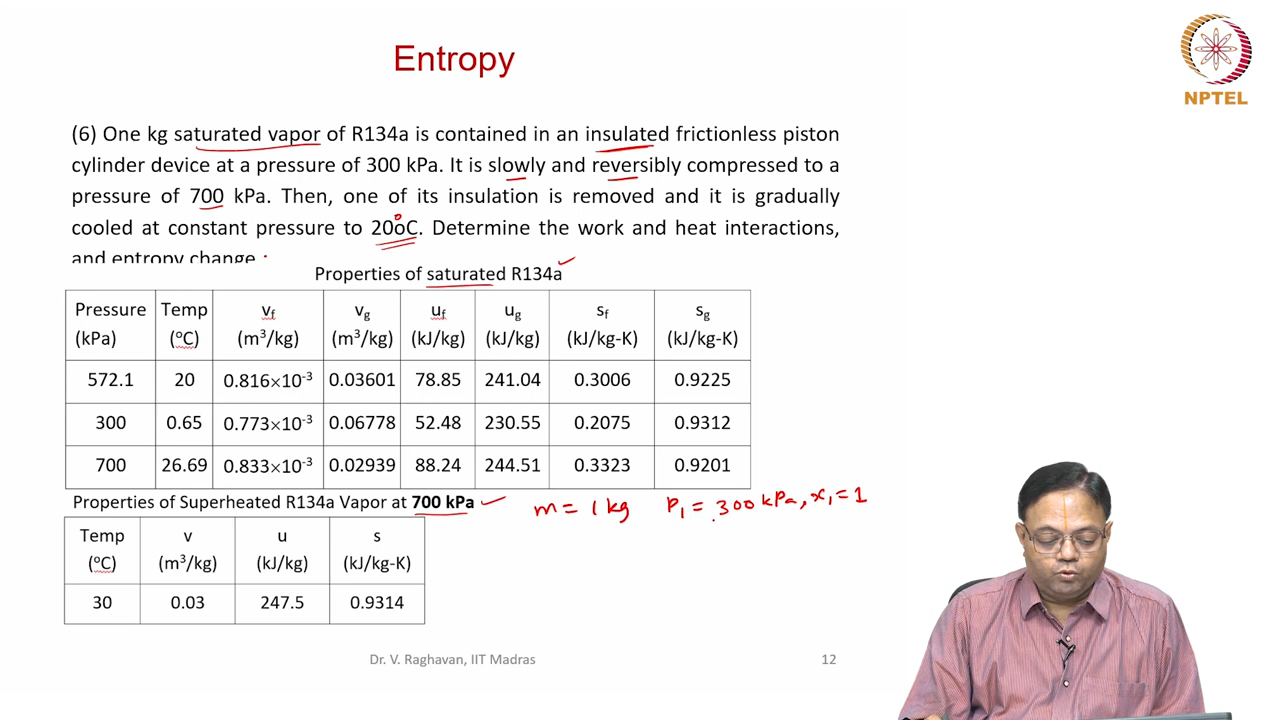 Entropy
NPTEL
(6) One kg saturated vapor of R134a is contained in an insulated frictionless piston
cylinder device at a pressure of 300 kPa. It is slowly and reversibly compressed to a
pressure of 700 kPa. Then, one of its insulation is removed and it is gradually
cooled at constant pressure to 20°C. Determine the work and heat interactions,
and entropy change.
Properties of saturated R134a
Pressure (kPa) Temp (°C) vf (m³/kg) vg (m³/kg) uf (kJ/kg) ug (kJ/kg) sf (kJ/kg-K) sg (kJ/kg-K)
572.1 20 0.816×10⁻³ 0.03601 78.85 241.04 0.3006 0.9225
300 0.65 0.773×10⁻³ 0.06778 52.48 230.55 0.2075 0.9312
700 26.69 0.833×10⁻³ 0.02939 88.24 244.51 0.3323 0.9201
Properties of Superheated R134a Vapor at 700 kPa
m = 1 kg P₁ = 300 kPa, x₁ = 1
Temp (°C) v (m³/kg) u (kJ/kg) s (kJ/kg-K)
30 0.03 247.5 0.9314
Dr. V. Raghavan, IIT Madras
12